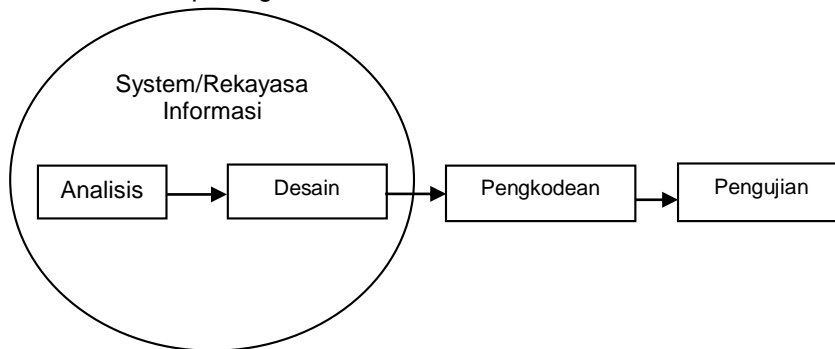 System/Rekayasa
Informasi
Analisis
Desain
Pengkodean
Pengujian